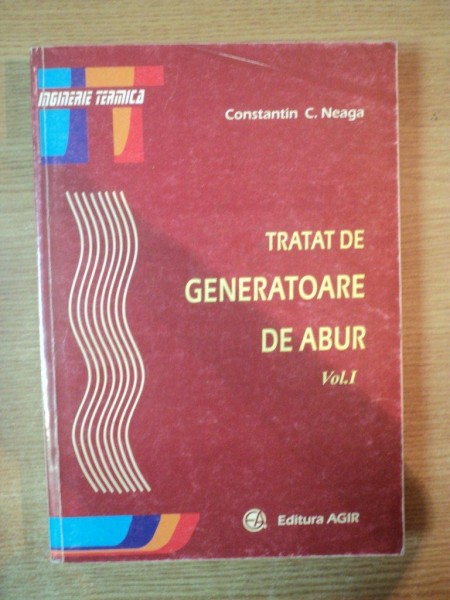 INGINERIE TERMICA
Constantin C. Neaga
TRATAT DE
GENERATOARE
DE ABUR
Vol.I
Editura AGIR